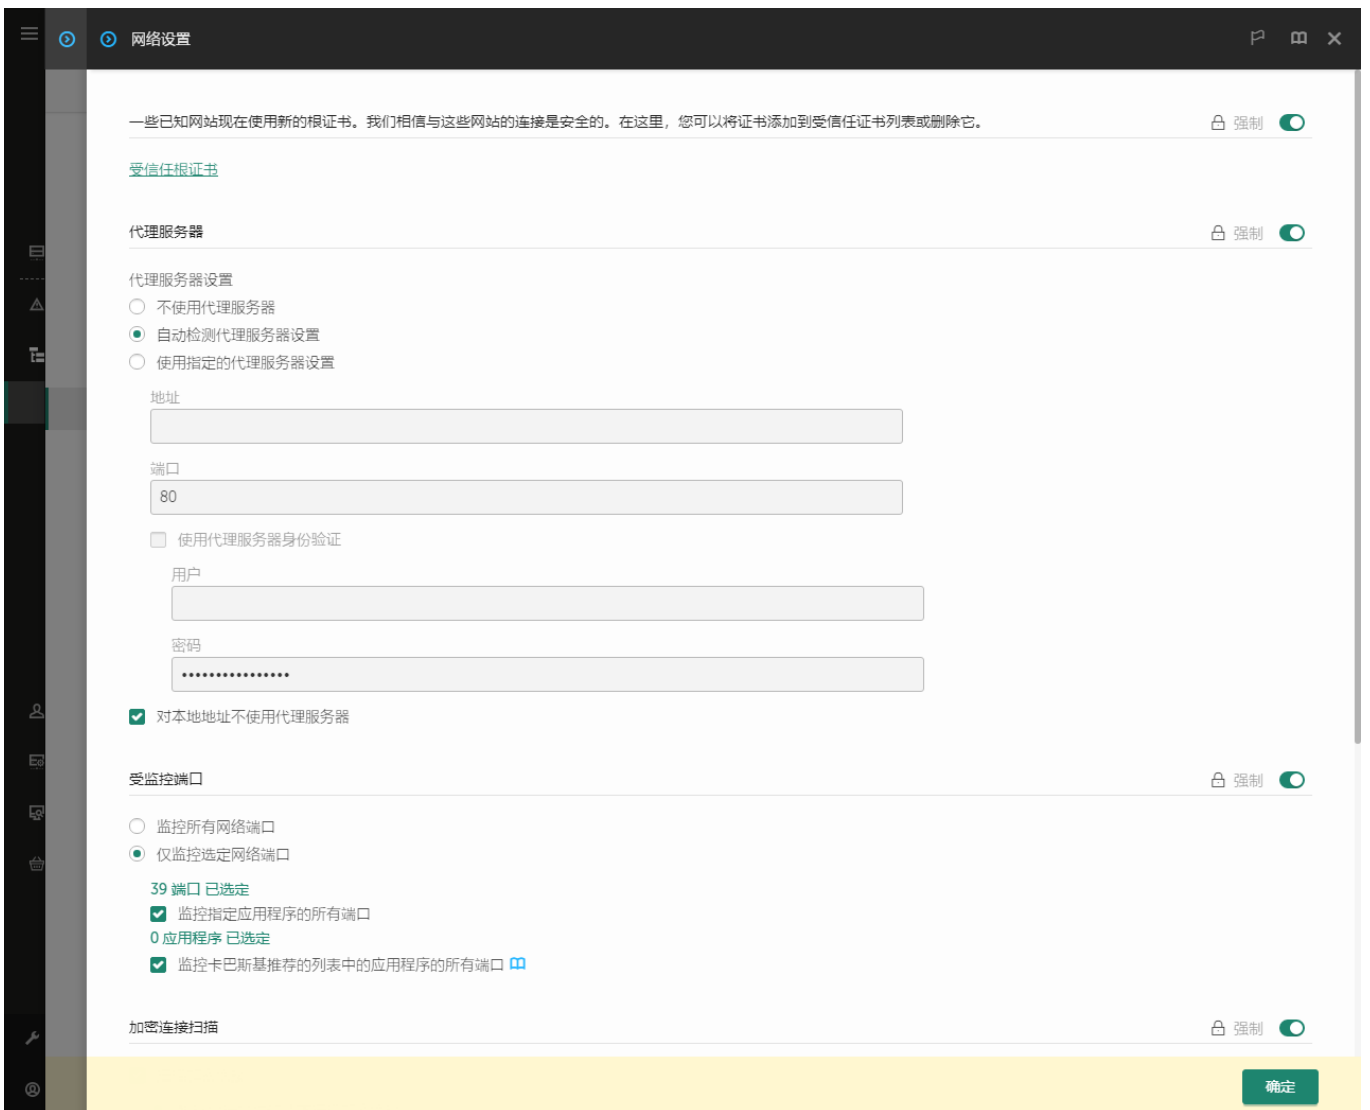 网络设置
一些已知网站现在使用新的根证书。我们相信与这些网站的连接是安全的。在这里，您可以将证书添加到受信任证书列表或删除它。
强制
受信任根证书
代理服务器
强制
代理服务器设置
不使用代理服务器
自动检测代理服务器设置
使用指定的代理服务器设置
地址
端口
80
使用代理服务器身份验证
用户
密码
••••••••••••••••
对本地地址不使用代理服务器
受监控端口
强制
监控所有网络端口
仅监控选定网络端口
39 端口 已选定
监控指定应用程序的所有端口
0 应用程序 已选定
监控卡巴斯基推荐的列表中的应用程序的所有端口
加密连接扫描
强制
确定